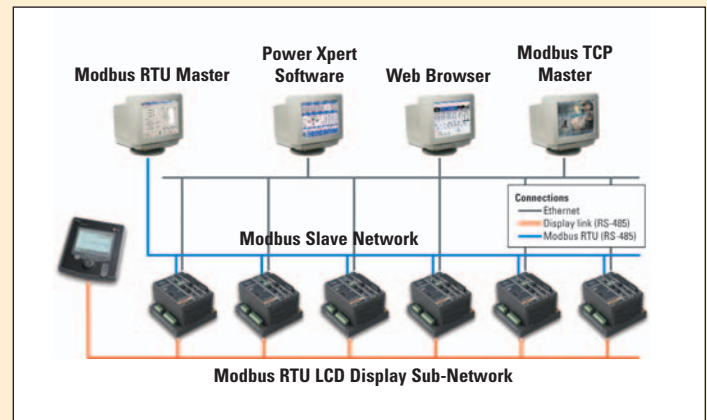 Modbus RTU Master
Power Xpert
Software
Web Browser
Modbus TCP
Master
Connections
Ethernet
Display link (RS-485)
Modbus RTU (RS-485)
Modbus Slave Network
Modbus RTU LCD Display Sub-Network